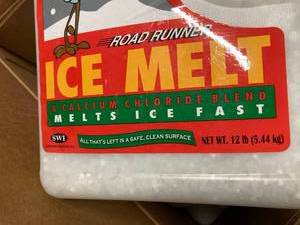 ROAD RUNNER
ICE MELT
A CALCIUM CHLORIDE BLEND
MELTS ICE FAST
SWI
ALL THAT'S LEFT IS A SAFE, CLEAN SURFACE
NET WT. 12 lb (5.44 kg)